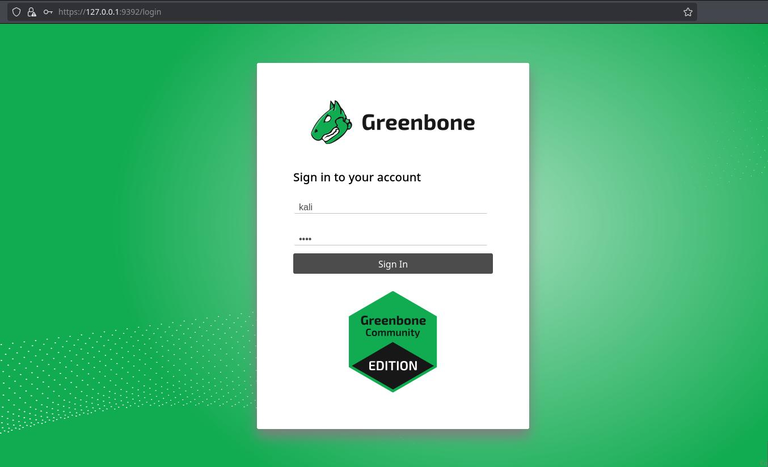 https://127.0.0.1:9392/login
Greenbone
Sign in to your account
kali
••••
Sign In
Greenbone
Community
EDITION